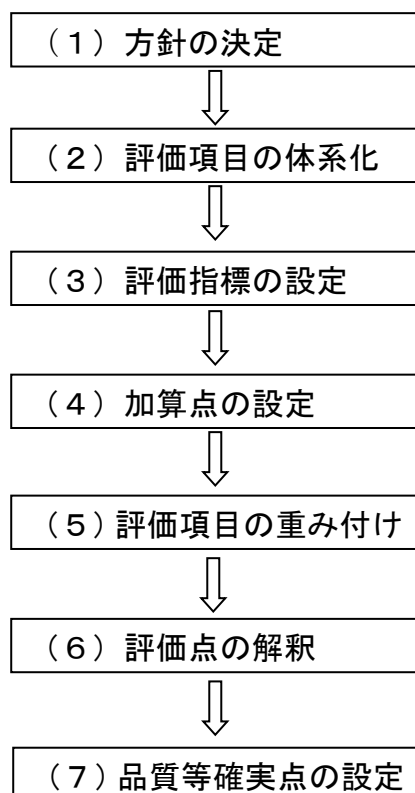 （１）方針の決定
（２）評価項目の体系化
（３）評価指標の設定
（４）加算点の設定
（５）評価項目の重み付け
（６）評価点の解釈
（７）品質等確実点の設定